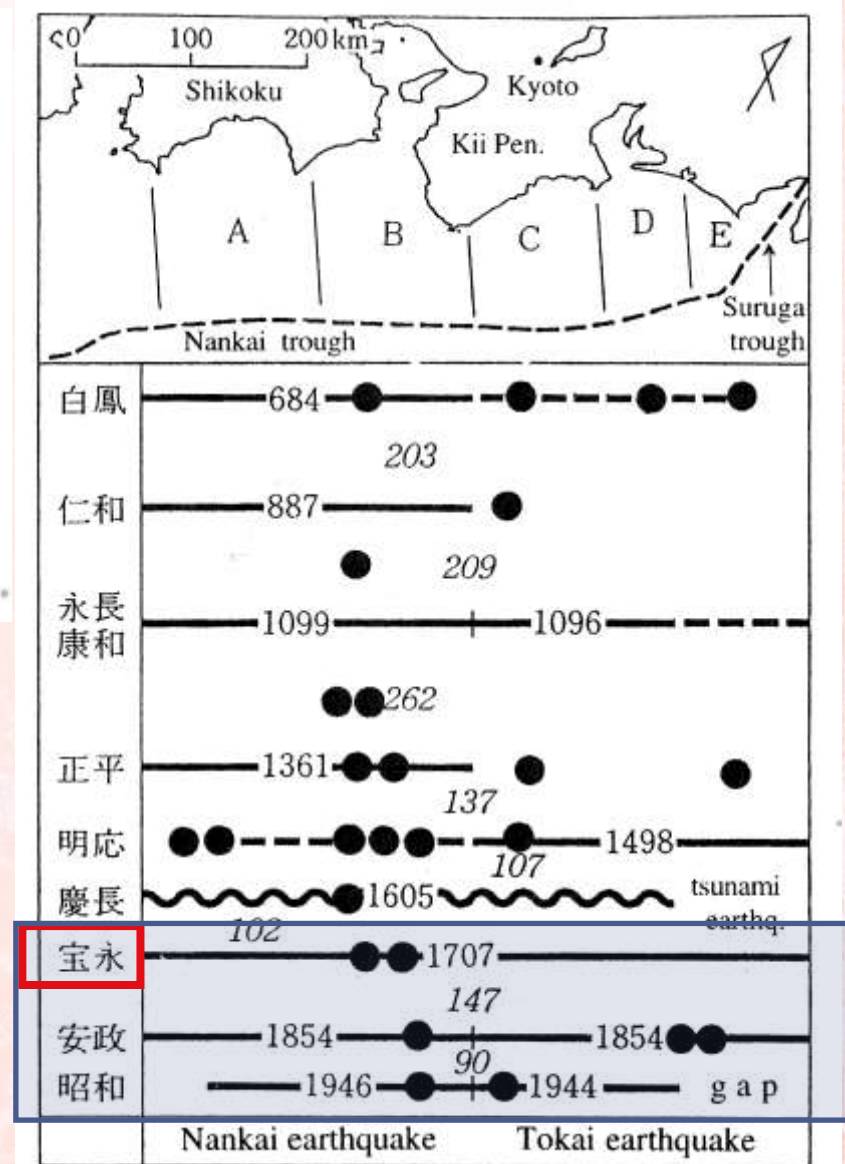 0 100 200 km
Shikoku
Kyoto
Kii Pen.
A B C D E
Suruga
trough
Nankai trough
白鳳 684
203
仁和 887
209
永長
康和
1099 1096
262
正平 1361
137
明応 1498
107
慶長 1605 tsunami
earthq.
102
宝永 1707
147
安政 1854 1854
90
昭和 1946 1944 gap
Nankai earthquake Tokai earthquake